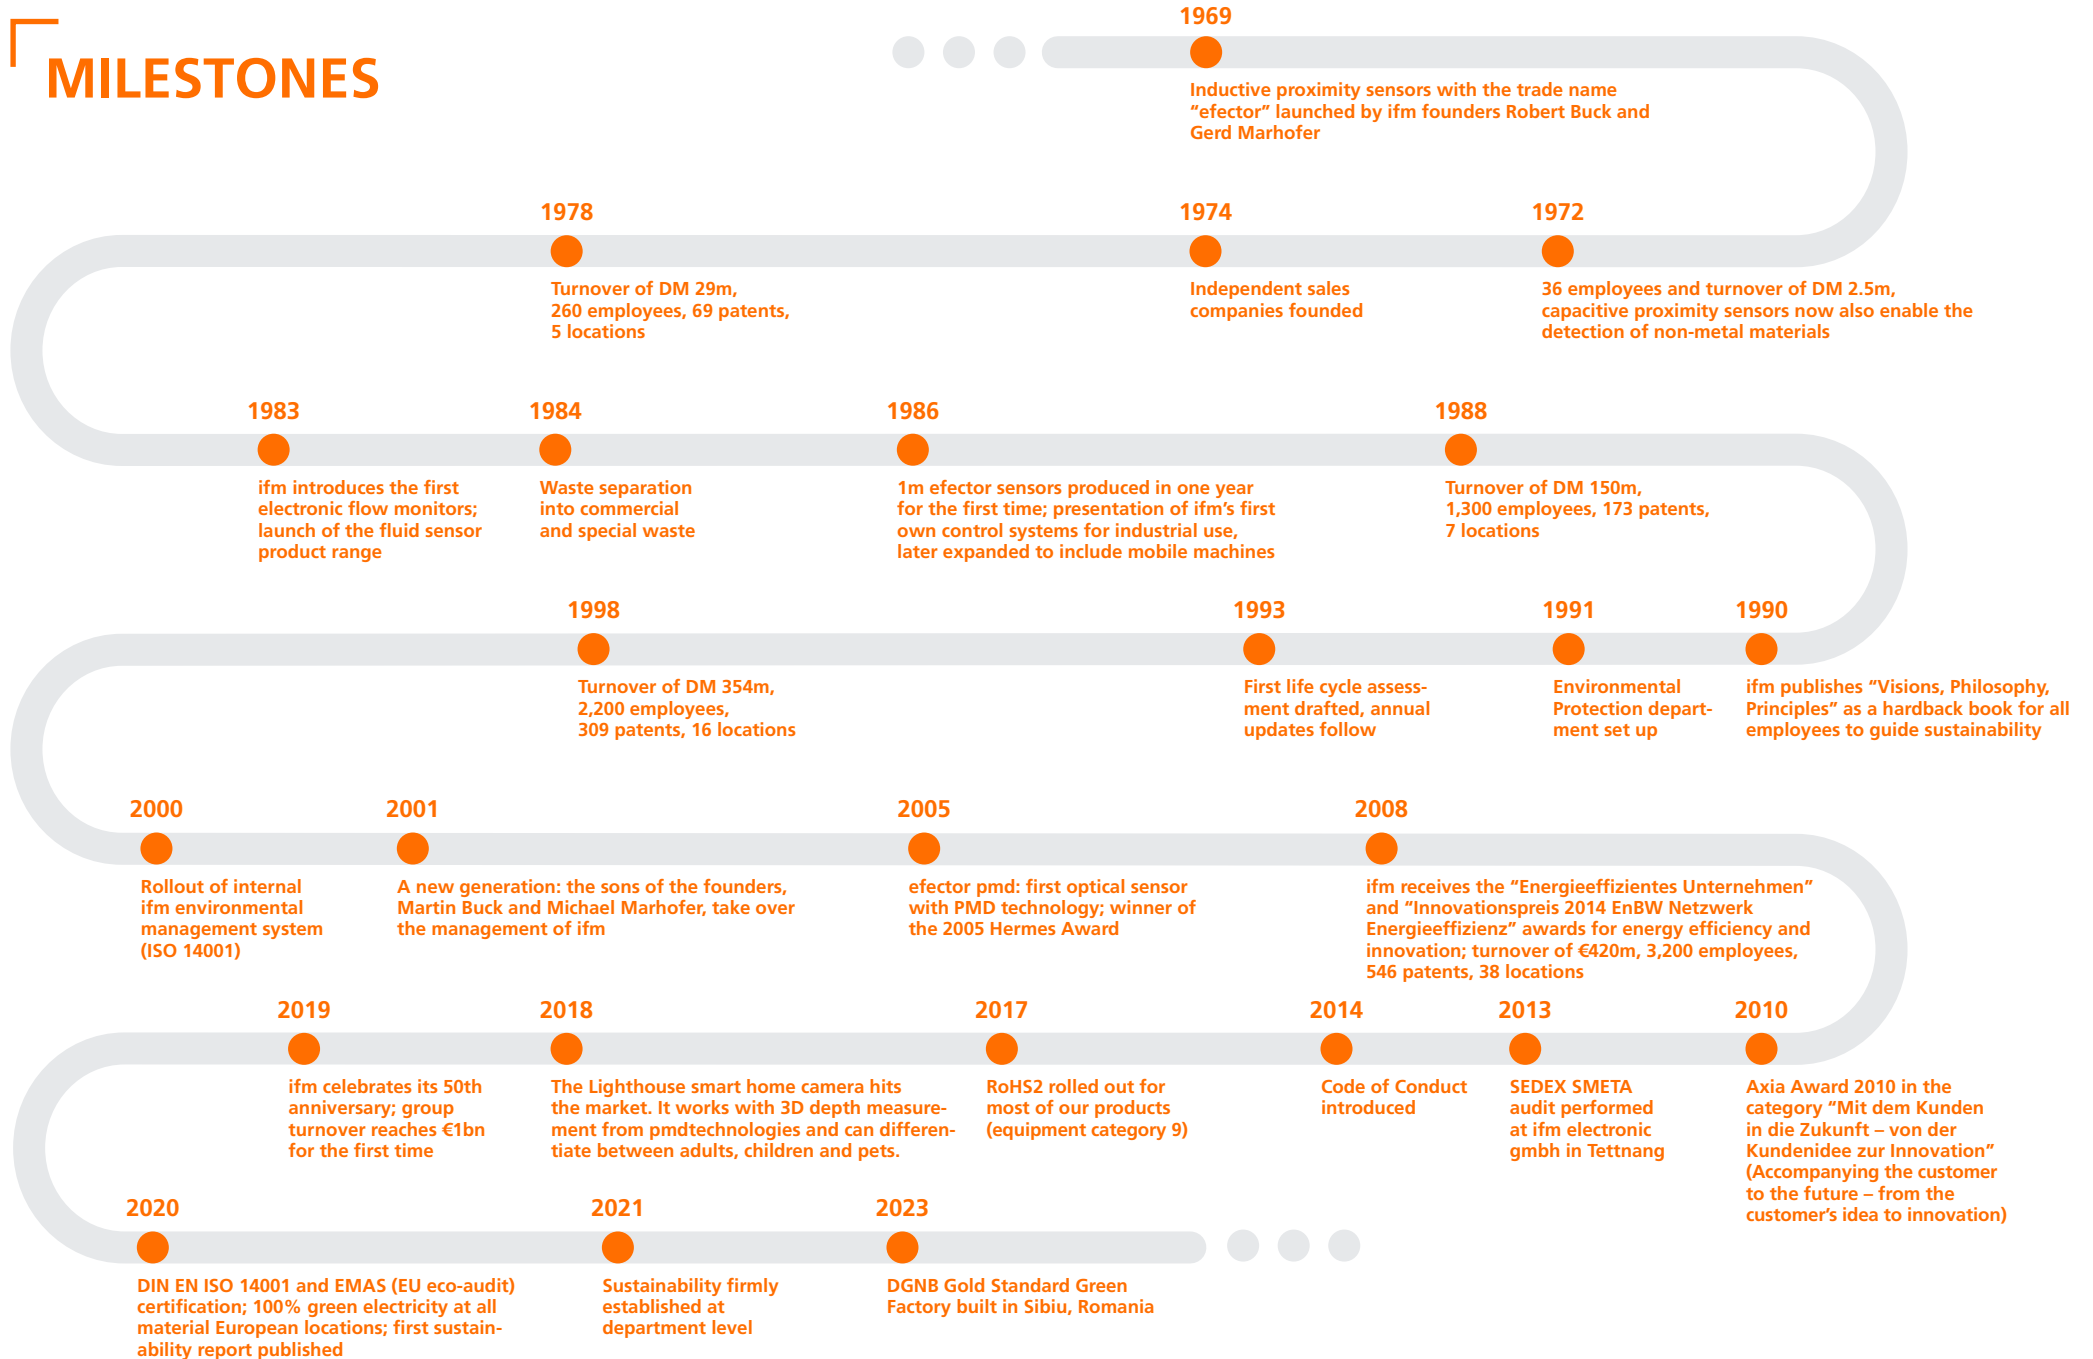 MILESTONES
1969
Inductive proximity sensors with the trade name
“efector” launched by ifm founders Robert Buck and
Gerd Marhofer
1972
36 employees and turnover of DM 2.5m,
capacitive proximity sensors now also enable the
detection of non-metal materials
1974
Independent sales
companies founded
1978
Turnover of DM 29m,
260 employees, 69 patents,
5 locations
1983
ifm introduces the first
electronic flow monitors;
launch of the fluid sensor
product range
1984
Waste separation
into commercial
and special waste
1986
1m efector sensors produced in one year
for the first time; presentation of ifm’s first
own control systems for industrial use,
later expanded to include mobile machines
1988
Turnover of DM 150m,
1,300 employees, 173 patents,
7 locations
1990
ifm publishes “Visions, Philosophy,
Principles” as a hardback book for all
employees to guide sustainability
1991
Environmental
Protection depart-
ment set up
1993
First life cycle assess-
ment drafted, annual
updates follow
1998
Turnover of DM 354m,
2,200 employees,
309 patents, 16 locations
2000
Rollout of internal
ifm environmental
management system
(ISO 14001)
2001
A new generation: the sons of the founders,
Martin Buck and Michael Marhofer, take over
the management of ifm
2005
efector pmd: first optical sensor
with PMD technology; winner of
the 2005 Hermes Award
2008
ifm receives the “Energieeffizientes Unternehmen”
and “Innovationspreis 2014 EnBW Netzwerk
Energieeffizienz” awards for energy efficiency and
innovation; turnover of €420m, 3,200 employees,
546 patents, 38 locations
2010
Axia Award 2010 in the
category “Mit dem Kunden
in die Zukunft – von der
Kundenidee zur Innovation”
(Accompanying the customer
to the future – from the
customer’s idea to innovation)
2013
SEDEX SMETA
audit performed
at ifm electronic
gmbh in Tettnang
2014
Code of Conduct
introduced
2017
RoHS2 rolled out for
most of our products
(equipment category 9)
2018
The Lighthouse smart home camera hits
the market. It works with 3D depth measure-
ment from pmdtechnologies and can differen-
tiate between adults, children and pets.
2019
ifm celebrates its 50th
anniversary; group
turnover reaches €1bn
for the first time
2020
DIN EN ISO 14001 and EMAS (EU eco-audit)
certification; 100% green electricity at all
material European locations; first sustain-
ability report published
2021
Sustainability firmly
established at
department level
2023
DGNB Gold Standard Green
Factory built in Sibiu, Romania